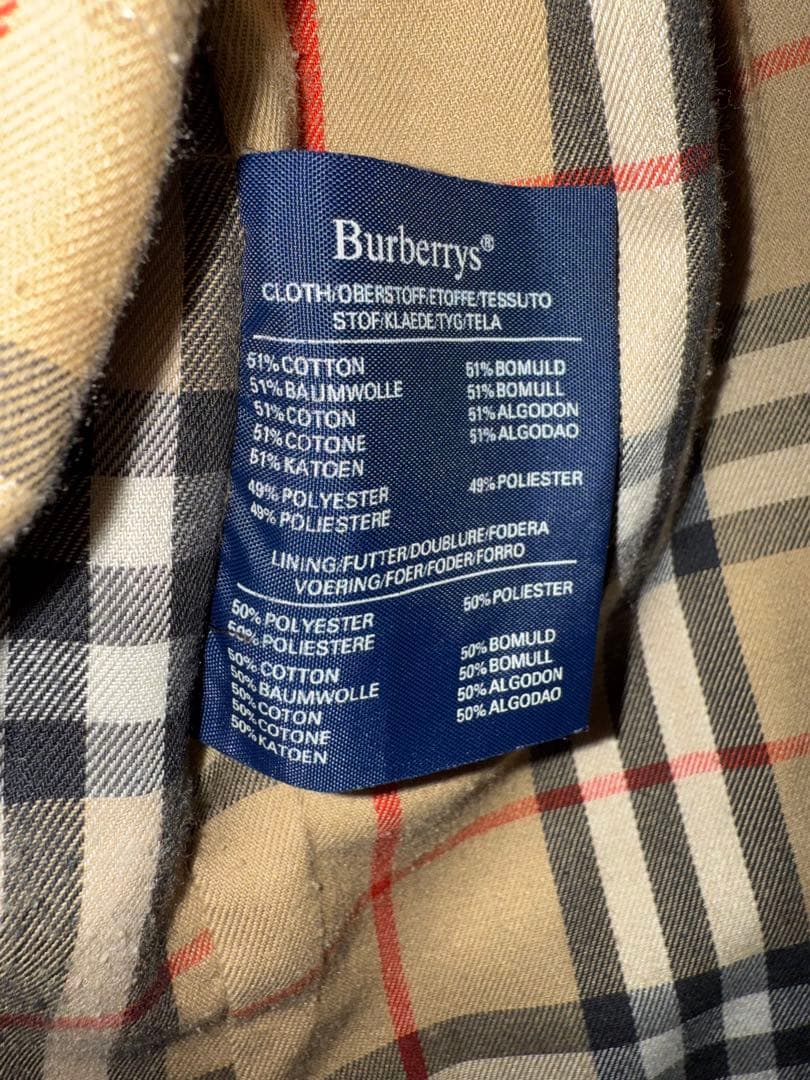 Burberrys®
CLOTH/OBERSTOFF/ETOFFE/TESSUTO
STOF/KLAEDE/TYG/TELA
51% COTTON
51% BAUMWOLLE
51% COTON
51% COTONE
51% KATOEN
49% POLYESTER
49% POLIESTERE
51% BOMULD
51% BOMULL
51% ALGODON
51% ALGODAO
49% POLIESTER
LINING/FUTTER/DOUBLURE/FODERA
VOERING/FOER/FODER/FORRO
50% POLYESTER
50% POLIESTERE
50% COTTON
50% BAUMWOLLE
50% COTON
50% COTONE
50% KATOEN
50% POLIESTER
50% BOMULD
50% BOMULL
50% ALGODON
50% ALGODAO